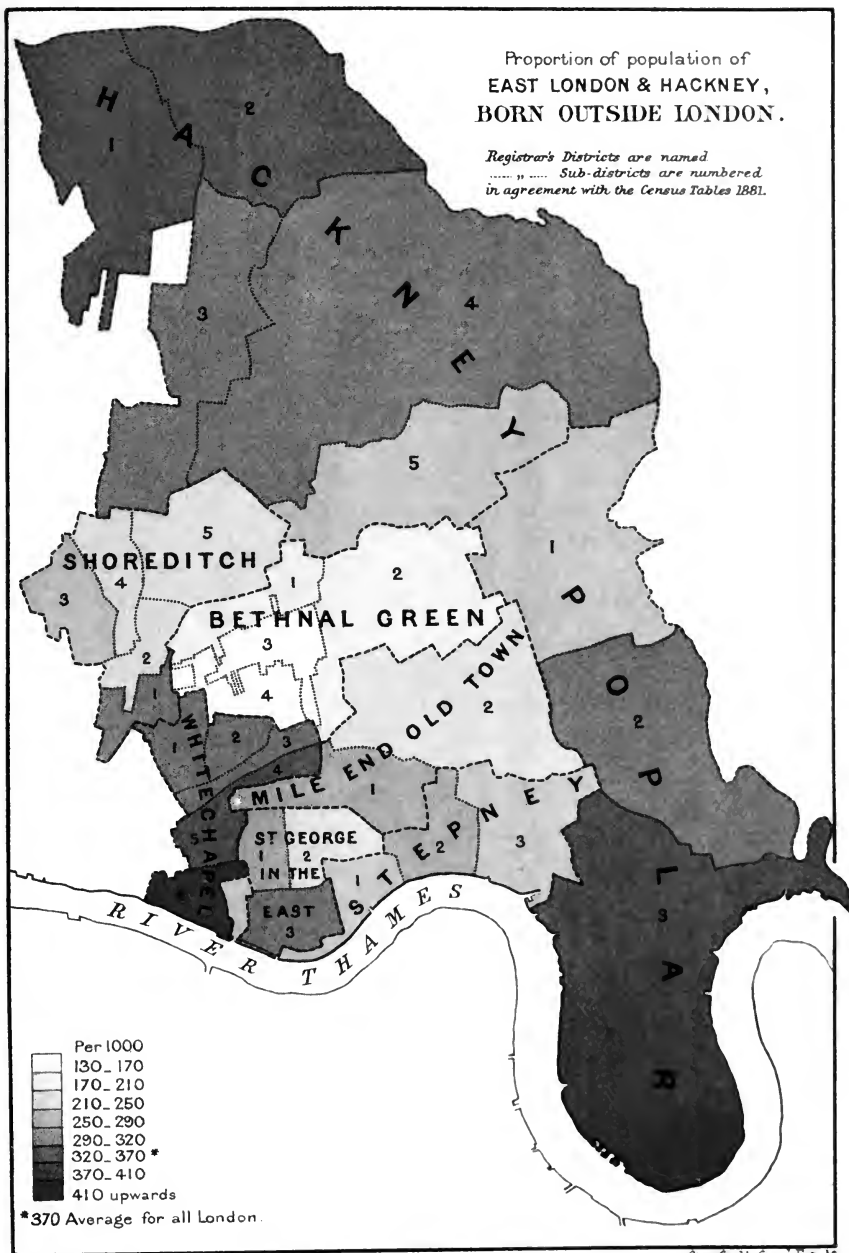 Proportion of population of
EAST LONDON & HACKNEY,
BORN OUTSIDE LONDON.
Registrar's Districts are named
...... „ ...... Sub-districts are numbered
in agreement with the Census Tables 1881.
HACKNEY
1
2
3
4
5
SHOREDITCH
3
4
5
2
1
BETHNAL GREEN
1
2
3
4
WHITECHAPEL
1
2
3
4
5
MILE END OLD TOWN
1
2
ST GEORGE
1
2
IN THE
EAST
3
STEPNEY
1
2
3
POPLAR
1
2
3
RIVER THAMES
Per 1000
130_170
170_210
210_250
250_290
290_320
320_370*
370_410
410 upwards
*370 Average for all London.